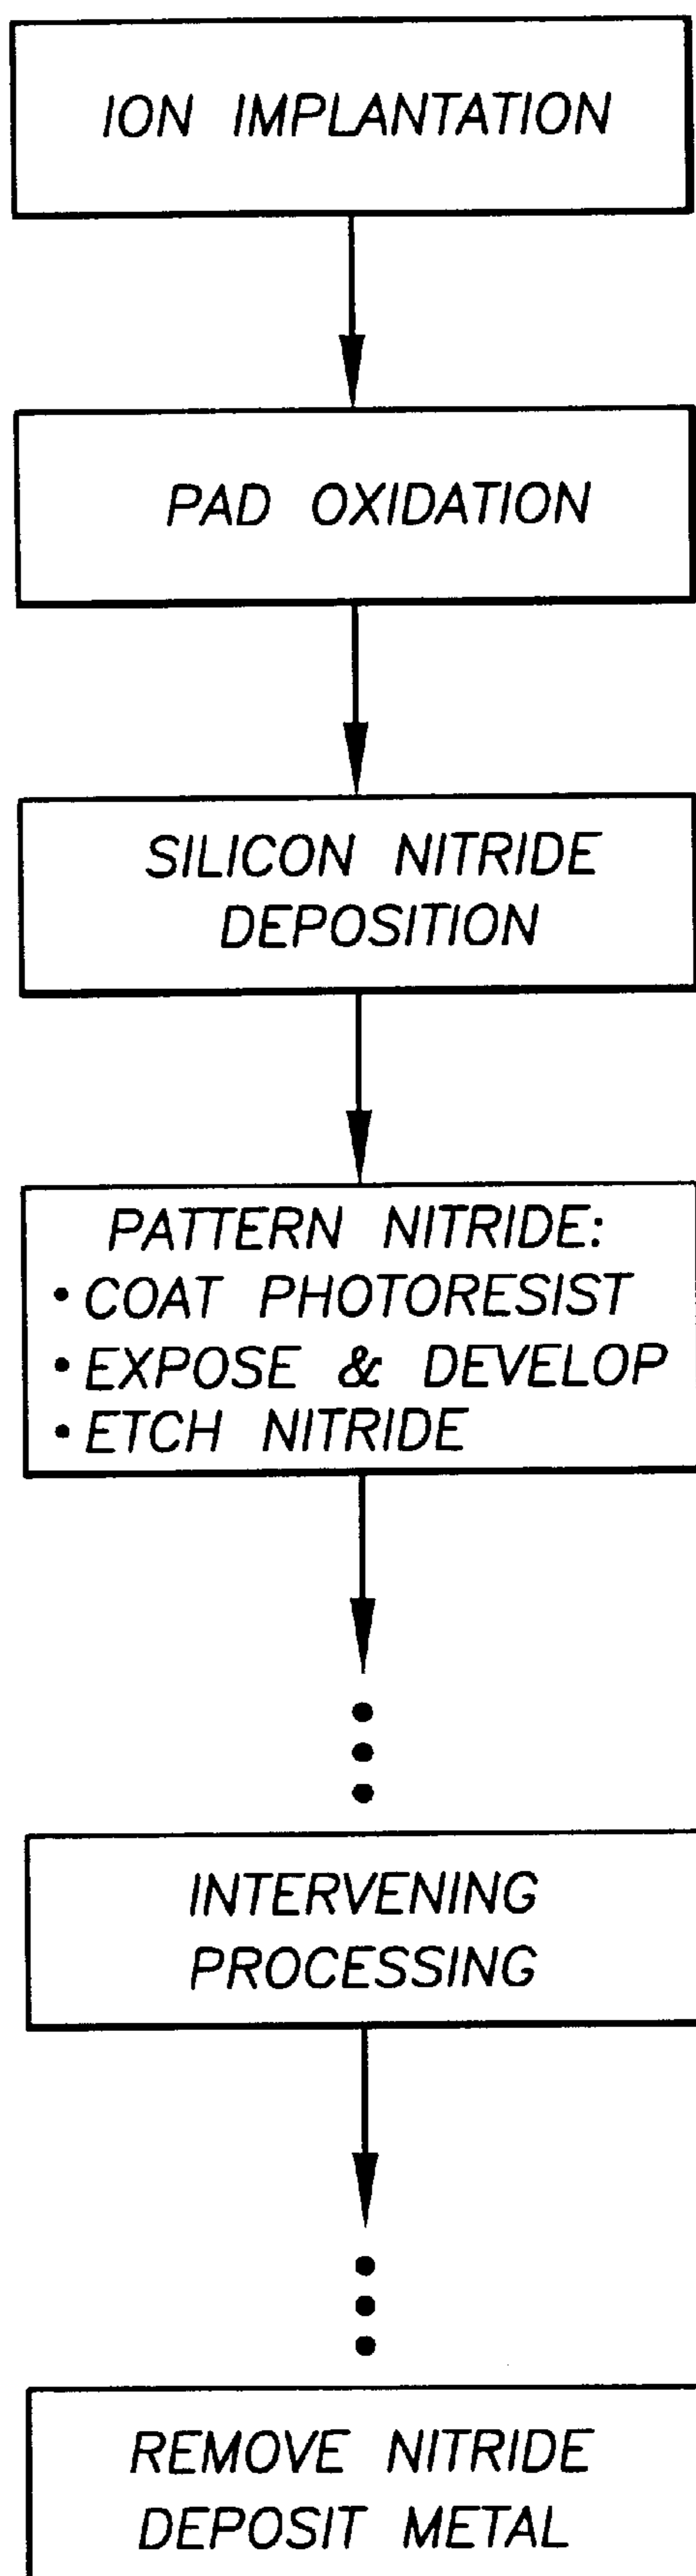 ION IMPLANTATION
PAD OXIDATION
SILICON NITRIDE
DEPOSITION
PATTERN NITRIDE:
• COAT PHOTORESIST
• EXPOSE & DEVELOP
• ETCH NITRIDE
INTERVENING
PROCESSING
REMOVE NITRIDE
DEPOSIT METAL